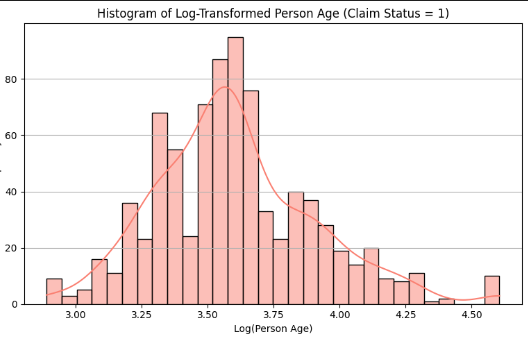 Histogram of Log-Transformed Person Age (Claim Status = 1)
80
60
40
20
0
3.00 3.25 3.50 3.75 4.00 4.25 4.50
Log(Person Age)